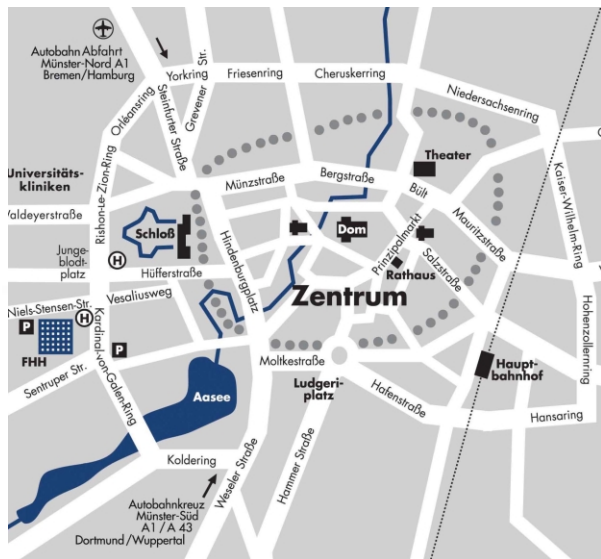 Autobahn Abfahrt
Münster-Nord A1
Bremen/Hamburg
Yorkring
Grevener Str.
Friesenring
Cheruskerring
Niedersachsenring
Orléansring
Steinfurter Straße
Universitäts-
kliniken
Theater
Münzstraße
Bergstraße
Bült
Kaiser-Wilhelm-Ring
Valdeyerstraße
Rishon-Le-Zion-Ring
Schloß
Dom
Mauritzstraße
Hindenburgplatz
Prinzipalmarkt
Junge-
blodt-
platz
H
Hüfferstraße
Rathaus
Salzstraße
Zentrum
Niels-Stensen-Str.
Vesaliusweg
H
P
Kardinal-von-Galen-Ring
Hohenzollernring
P
FHH
Moltkestraße
Haupt-
bahnhof
Sentruper Str.
Aasee
Ludgeri-
platz
Hafenstraße
Hansaring
Koldering
Weseler Straße
Hammer Straße
Autobahnkreuz
Münster-Süd
A1 / A 43
Dortmund/Wuppertal